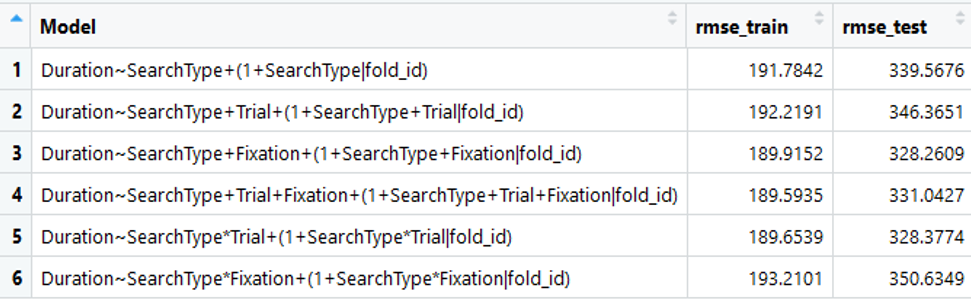 Model rmse_train rmse_test
1 Duration~SearchType+(1+SearchType|fold_id) 191.7842 339.5676
2 Duration~SearchType+Trial+(1+SearchType+Trial|fold_id) 192.2191 346.3651
3 Duration~SearchType+Fixation+(1+SearchType+Fixation|fold_id) 189.9152 328.2609
4 Duration~SearchType+Trial+Fixation+(1+SearchType+Trial+Fixation|fold_id) 189.5935 331.0427
5 Duration~SearchType*Trial+(1+SearchType*Trial|fold_id) 189.6539 328.3774
6 Duration~SearchType*Fixation+(1+SearchType*Fixation|fold_id) 193.2101 350.6349